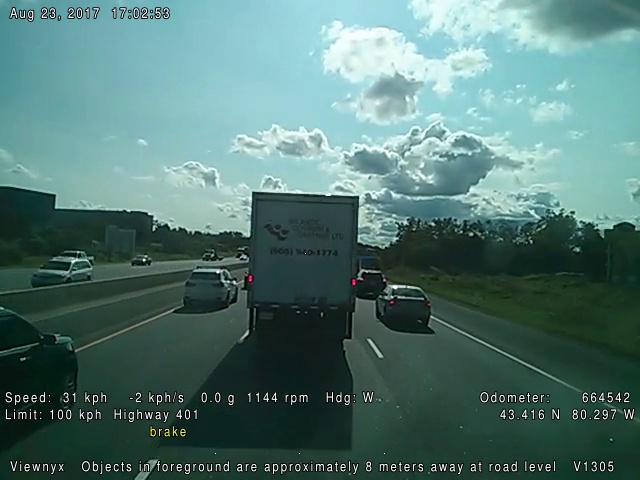 Aug 23, 2017 17:02:53
ATLANTIC
(905)
Speed: 31 kph -2 kph/s 0.0 g 1144 rpm Hdg: W Odometer: 664542
Limit: 100 kph Highway 401 43.416 N 80.297 W
brake
Viewnyx Objects in foreground are approximately 8 meters away at road level V1305